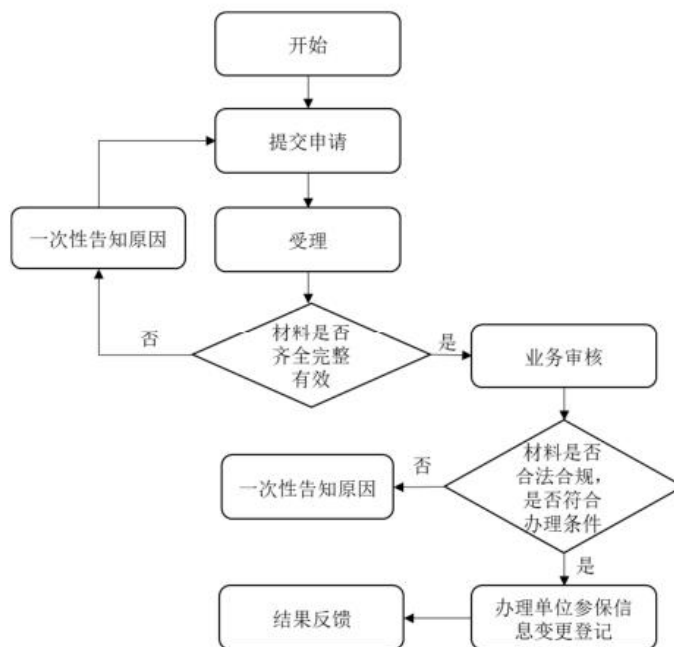 开始
提交申请
一次性告知原因
受理
否
材料是否
齐全完整
有效
是
业务审核
一次性告知原因
否
材料是否
合法合规，
是否符合
办理条件
是
结果反馈
办理单位参保信
息变更登记